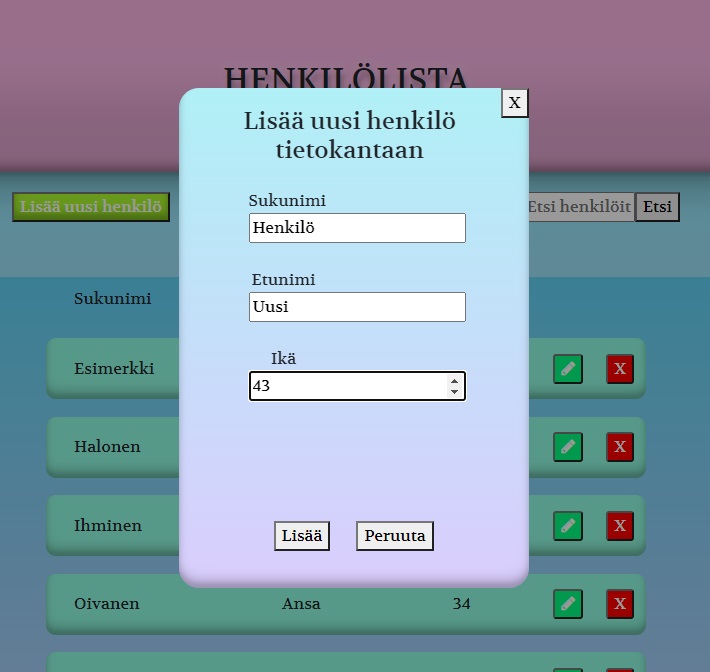 HENKILÖLISTA
X
Lisää uusi henkilö
tietokantaan
Lisää uusi henkilö
Etsi henkilöit
Etsi
Sukunimi
Henkilö
Etunimi
Uusi
Ikä
43
Lisää
Peruuta
Sukunimi
Esimerkki
X
Halonen
X
Ihminen
X
Oivanen Ansa 34 X